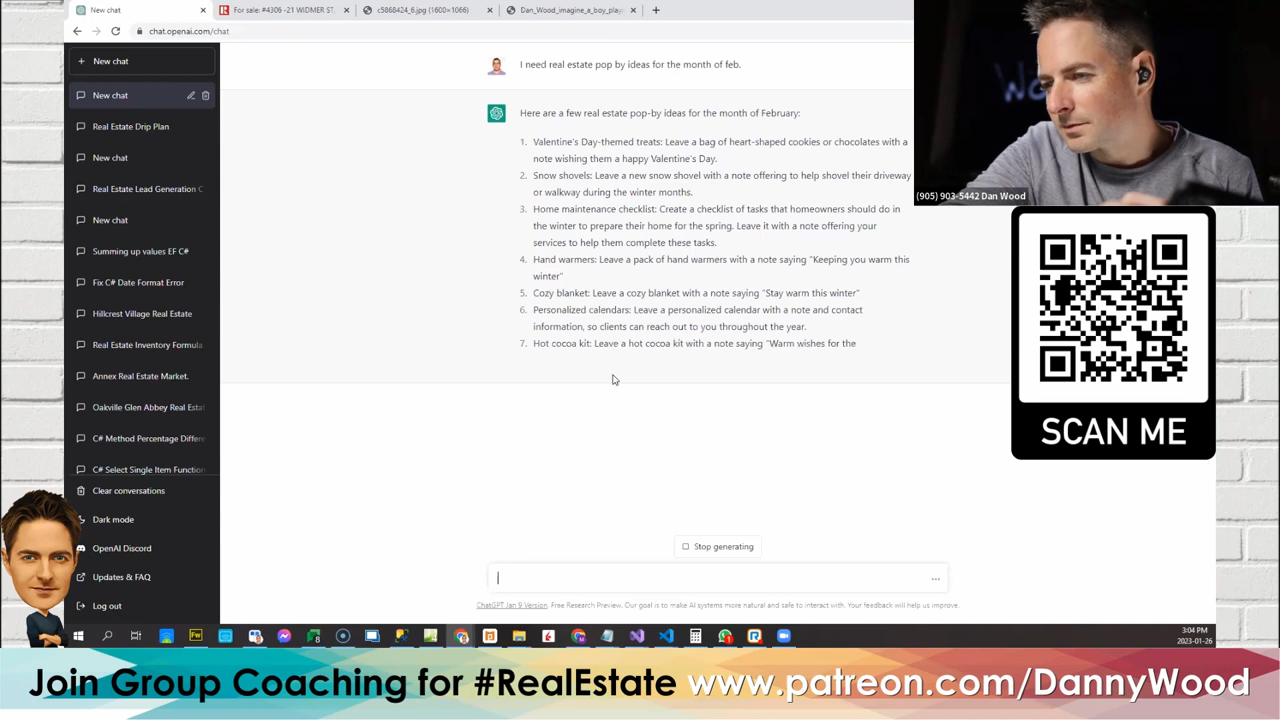 New chat
For sale: #4306 -21 WIDMER ST.
c5868424_6.jpg (1600×1066)
Dan_Wood_imagine_a_boy_play
chat.openai.com/chat
New chat
New chat
Real Estate Drip Plan
New chat
Real Estate Lead Generation C
New chat
Summing up values EF C#
Fix C# Date Format Error
Hillcrest Village Real Estate
Real Estate Inventory Formula
Annex Real Estate Market.
Oakville Glen Abbey Real Estat
C# Method Percentage Differe
C# Select Single Item Function
Clear conversations
Dark mode
OpenAI Discord
Updates & FAQ
Log out
I need real estate pop by ideas for the month of feb.
Here are a few real estate pop-by ideas for the month of February:
1. Valentine's Day-themed treats: Leave a bag of heart-shaped cookies or chocolates with a
note wishing them a happy Valentine's Day.
2. Snow shovels: Leave a new snow shovel with a note offering to help shovel their driveway
or walkway during the winter months.
3. Home maintenance checklist: Create a checklist of tasks that homeowners should do in
the winter to prepare their home for the spring. Leave it with a note offering your
services to help them complete these tasks.
4. Hand warmers: Leave a pack of hand warmers with a note saying "Keeping you warm this
winter"
5. Cozy blanket: Leave a cozy blanket with a note saying "Stay warm this winter"
6. Personalized calendars: Leave a personalized calendar with a note and contact
information, so clients can reach out to you throughout the year.
7. Hot cocoa kit: Leave a hot cocoa kit with a note saying "Warm wishes for the
Stop generating
ChatGPT Jan 9 Version. Free Research Preview. Our goal is to make AI systems more natural and safe to interact with. Your feedback will help us improve.
(905) 903-5442 Dan Wood
SCAN ME
3:04 PM
2023-01-26
Join Group Coaching for #RealEstate www.patreon.com/DannyWood